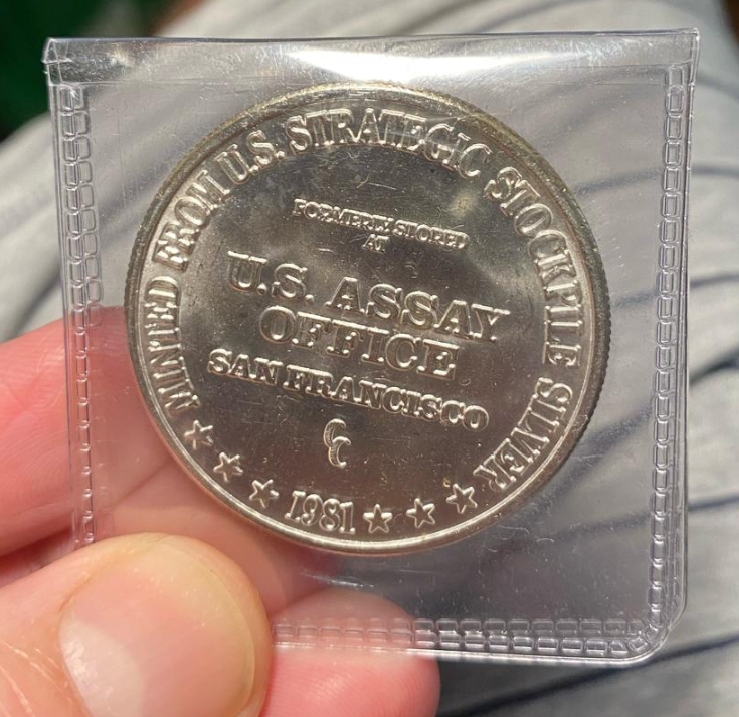 MINTED FROM U.S. STRATEGIC STOCKPILE SILVER
FORMERLY STORED
AT
U.S. ASSAY
OFFICE
SAN FRANCISCO
CC
1981